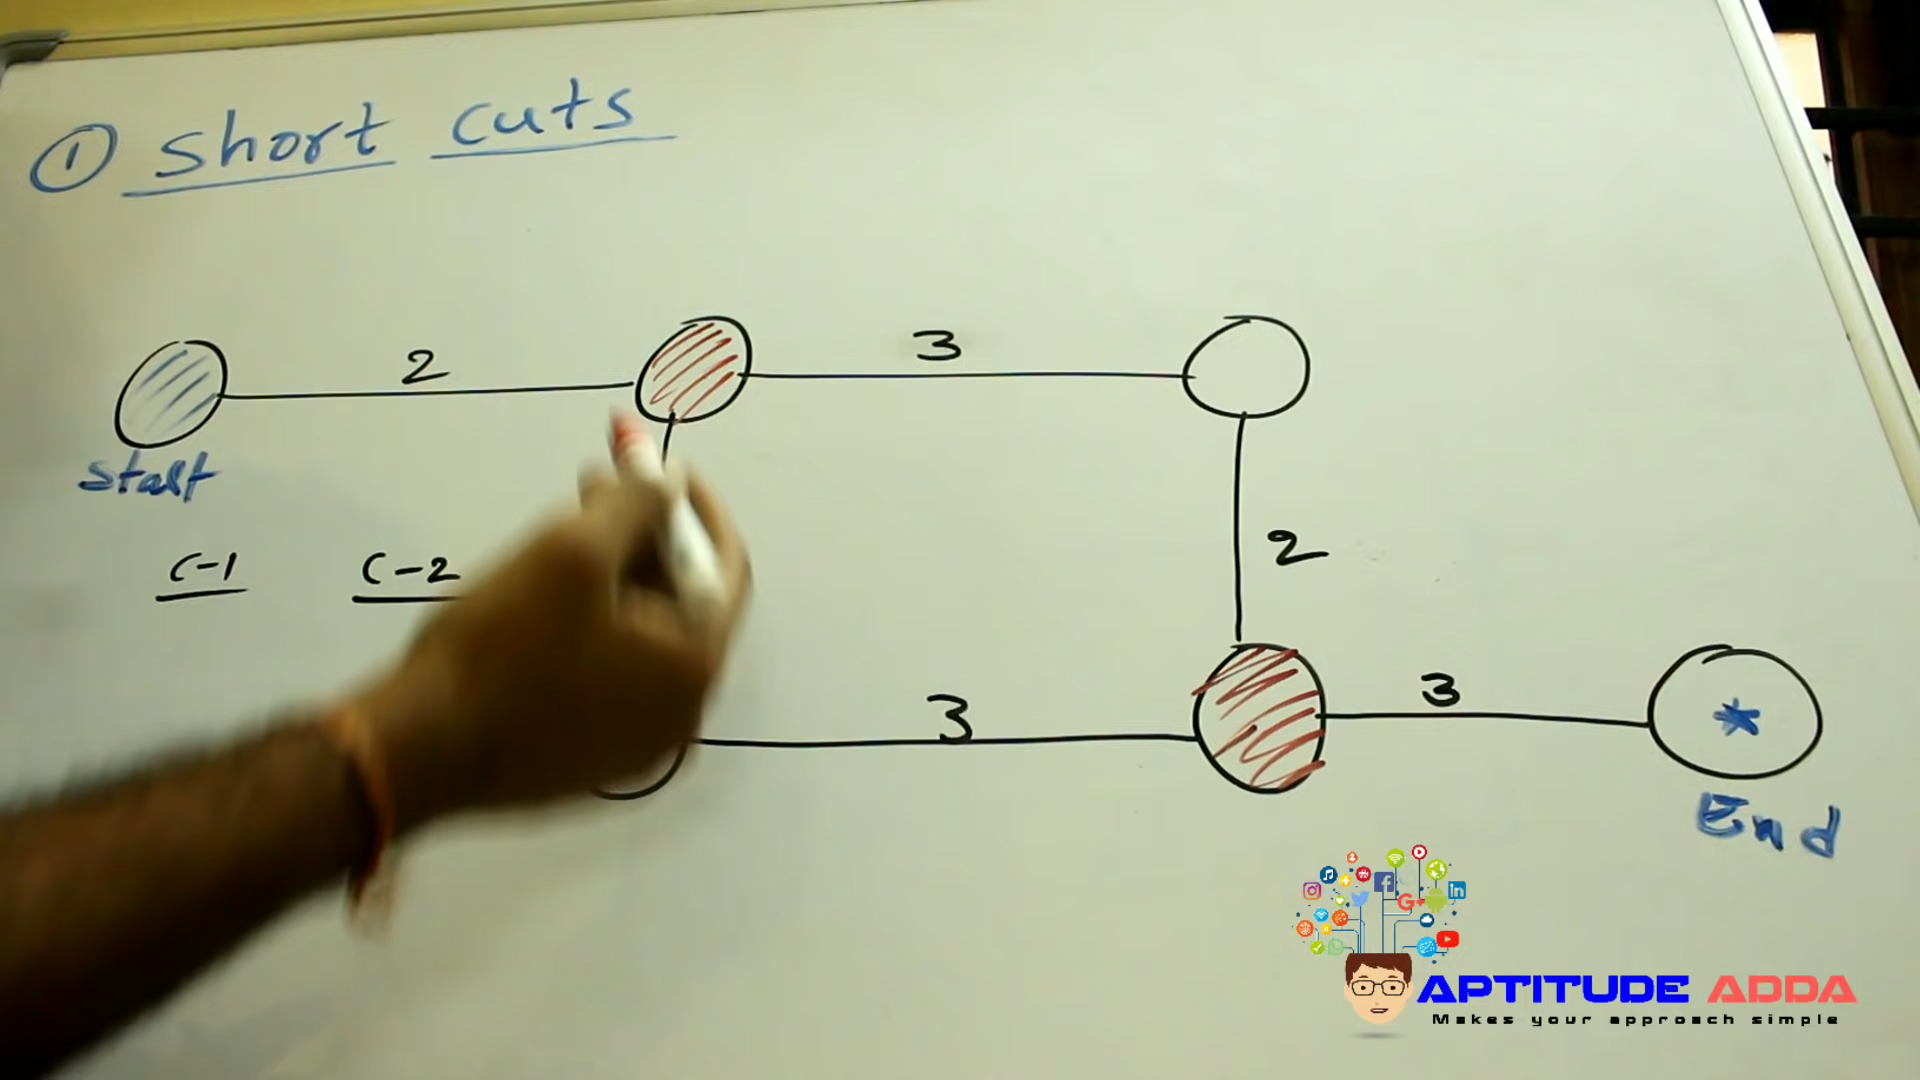 ① short cuts
2
3
Start
2
C-1 C-2
3
3
*
End
APTITUDE ADDA
Makes your approach simple